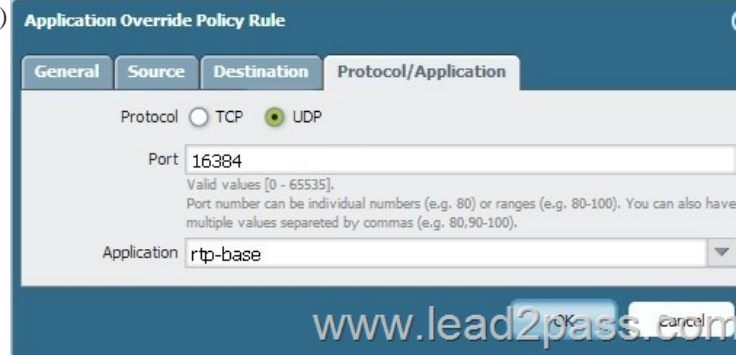 )
Application Override Policy Rule
General Source Destination Protocol/Application
Protocol TCP UDP
Port 16384
Valid values [0 - 65535].
Port number can be individual numbers (e.g. 80) or ranges (e.g. 80-100). You can also have
multiple values separeted by commas (e.g. 80,90-100).
Application rtp-base
OK Cancel
www.lead2pass.com